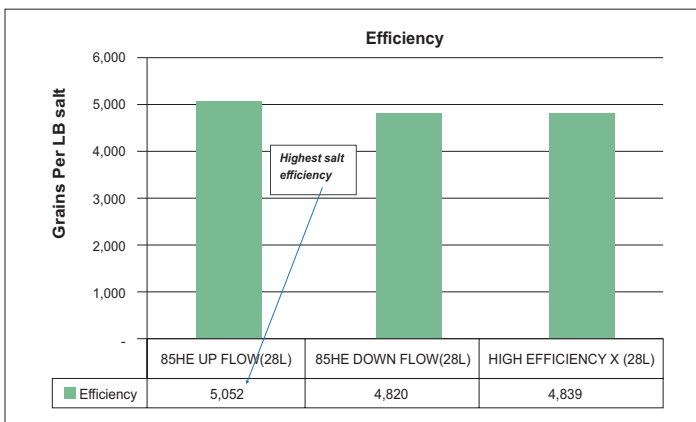 Efficiency
Grains Per LB salt
6,000
5,000
4,000
3,000
2,000
1,000
-
Highest salt
efficiency
85HE UP FLOW(28L) 85HE DOWN FLOW(28L) HIGH EFFICIENCY X (28L)
Efficiency 5,052 4,820 4,839